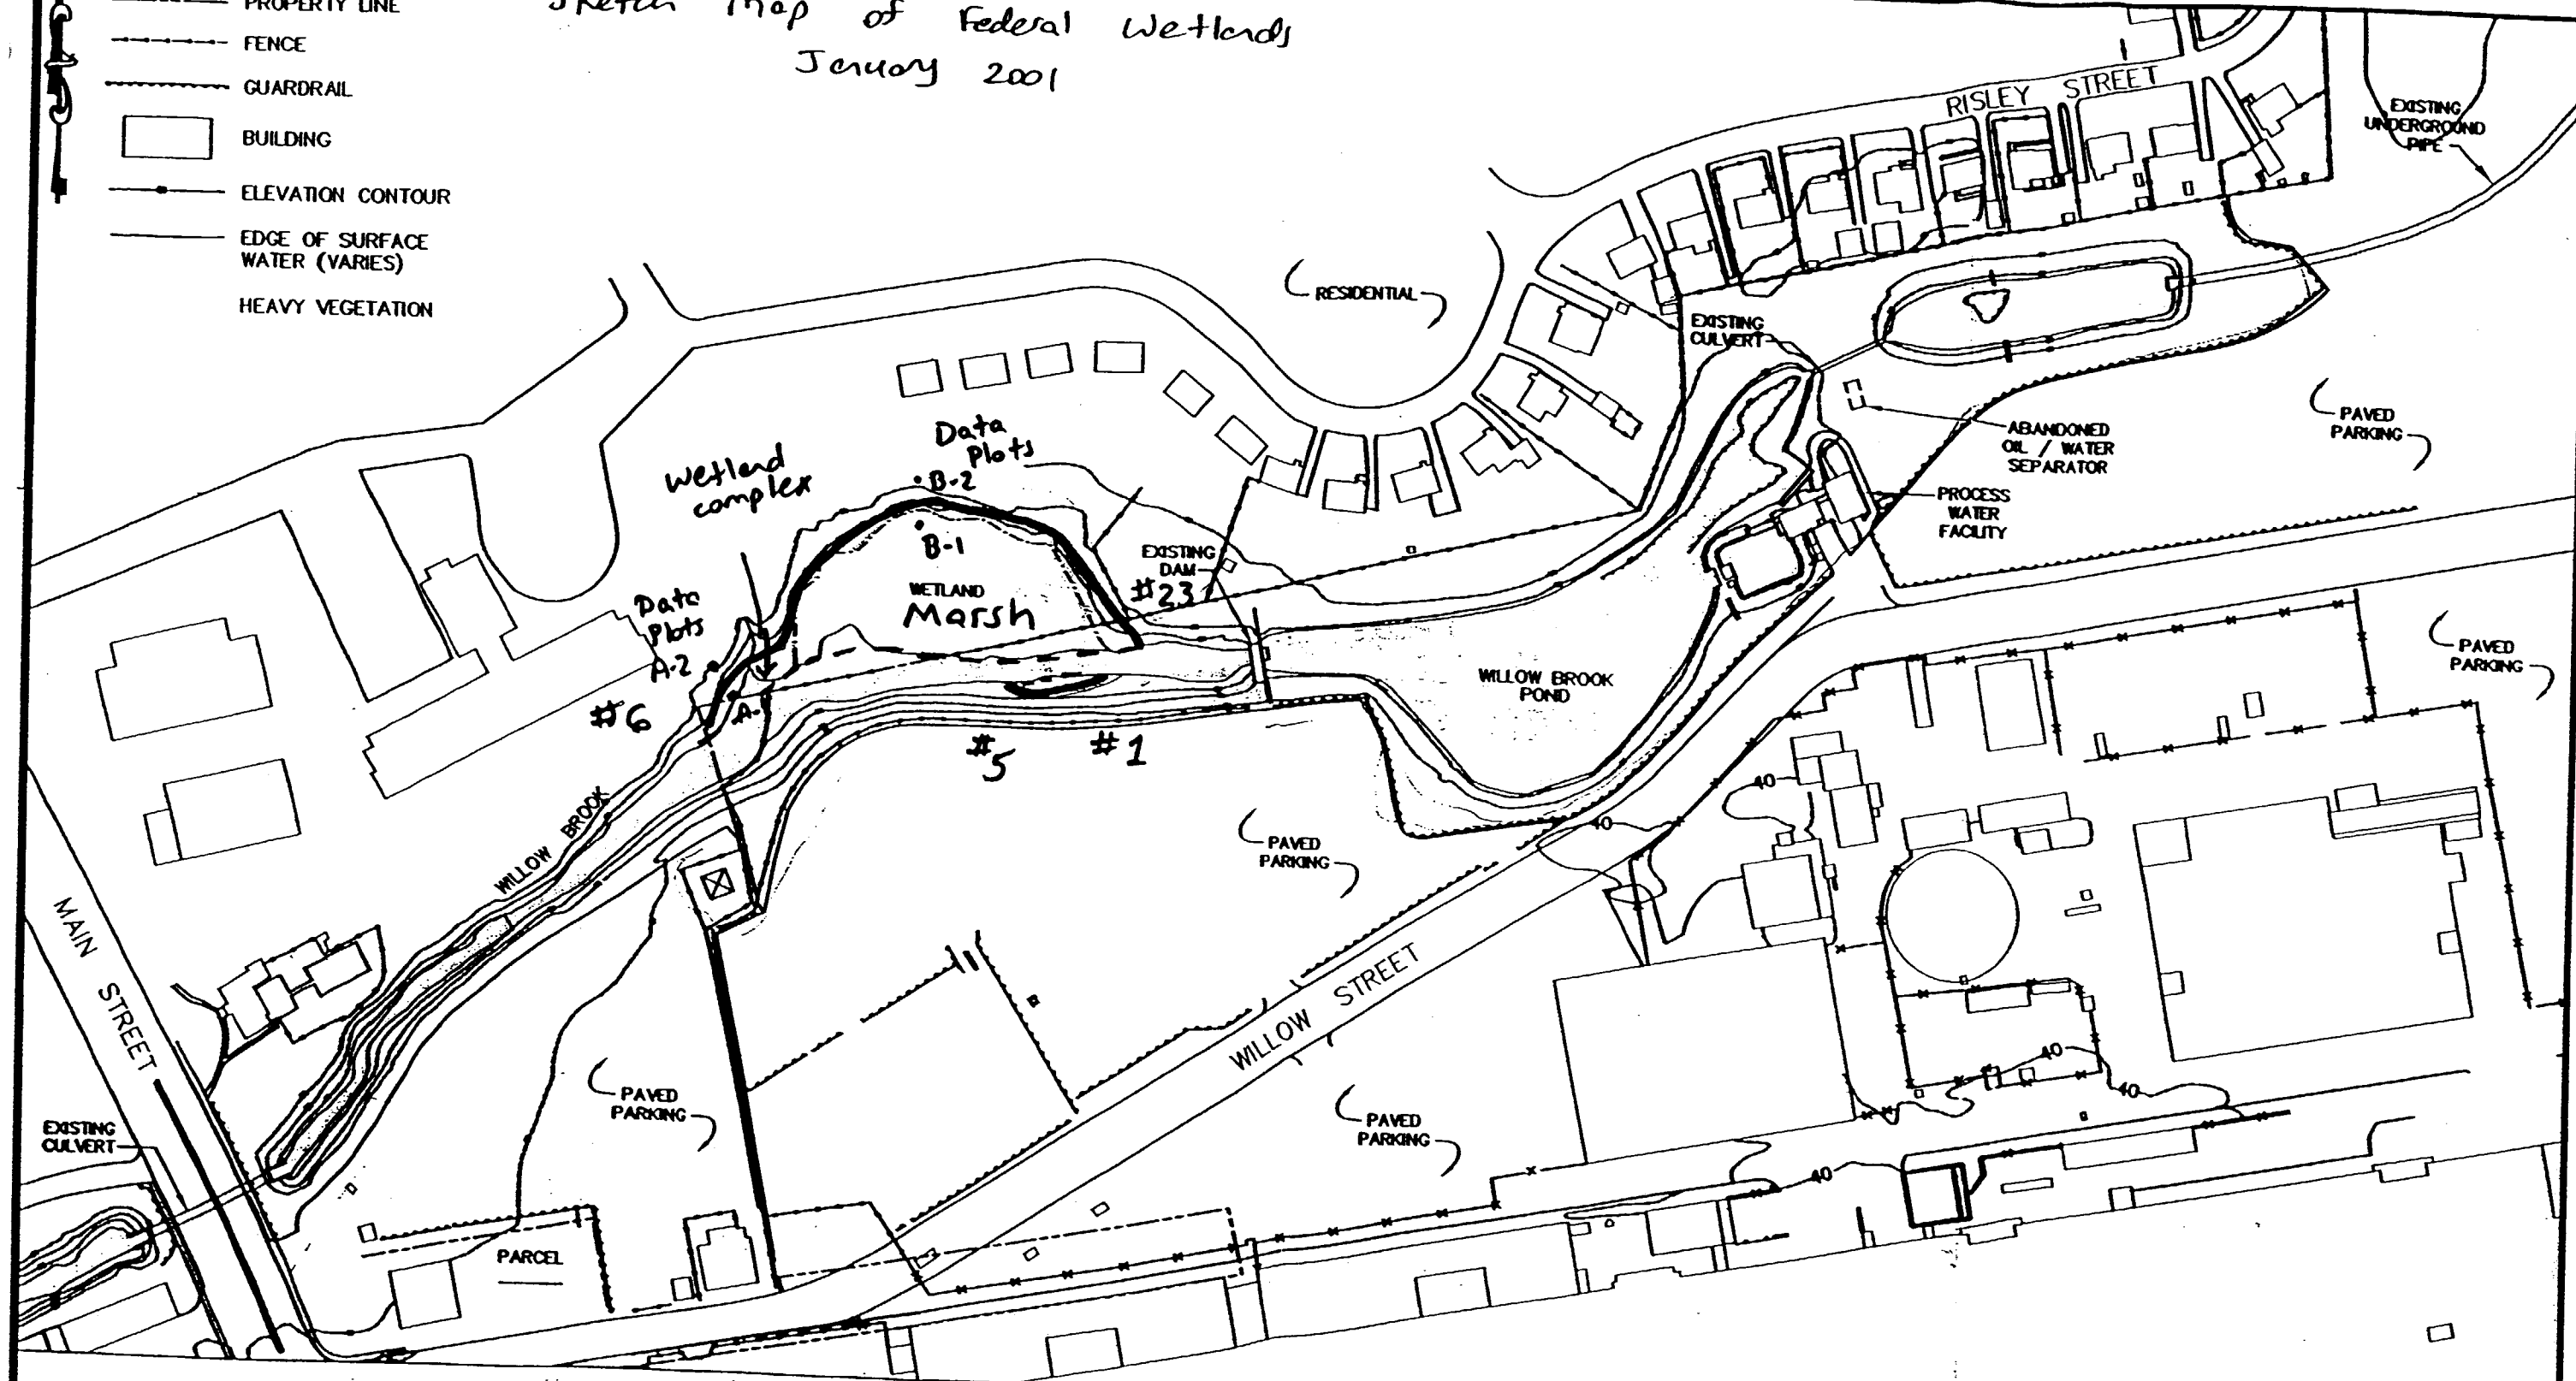 PROPERTY LINE
Sketch Map of Federal Wetlands
January 2001
FENCE
GUARDRAIL
BUILDING
ELEVATION CONTOUR
EDGE OF SURFACE
WATER (VARIES)
HEAVY VEGETATION
RISLEY STREET
EXISTING
UNDERGROUND
PIPE
RESIDENTIAL
EXISTING
CULVERT
ABANDONED
OIL / WATER
SEPARATOR
PAVED
PARKING
PROCESS
WATER
FACILITY
Data
Plots
B-2
B-1
Wetland
complex
WETLAND
Marsh
EXISTING
DAM
#23
Data
Plots
A-2
A-1
#6
#5
#1
WILLOW BROOK
POND
PAVED
PARKING
WILLOW BROOK
PAVED
PARKING
40
40
MAIN STREET
WILLOW STREET
PAVED
PARKING
PAVED
PARKING
40
40
40
EXISTING
CULVERT
PARCEL